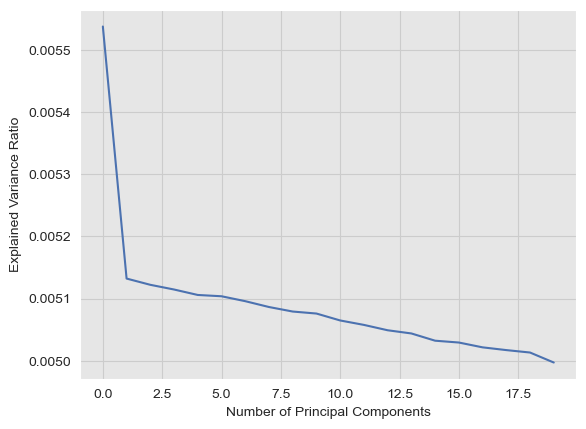 0.0055
0.0054
0.0053
0.0052
0.0051
0.0050
Explained Variance Ratio
0.0 2.5 5.0 7.5 10.0 12.5 15.0 17.5
Number of Principal Components